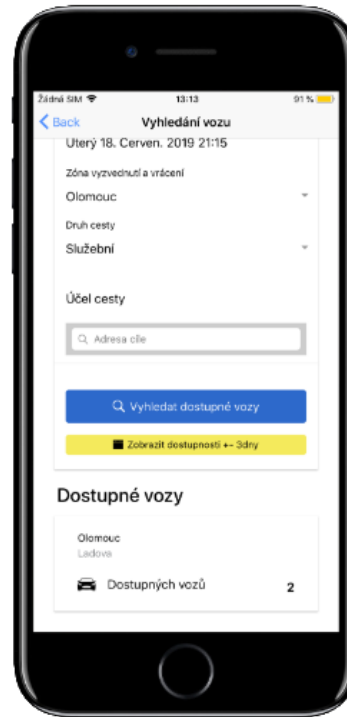 Žádná SIM 13:13 91 %
Back Vyhledání vozu
Úterý 18. Červen. 2019 21:15
Zóna vyzvednutí a vrácení
Olomouc
Druh cesty
Služební
Účel cesty
Adresa cíle
Vyhledat dostupné vozy
Zobrazit dostupnosti +- 3dny
Dostupné vozy
Olomouc
Ladova
Dostupných vozů 2